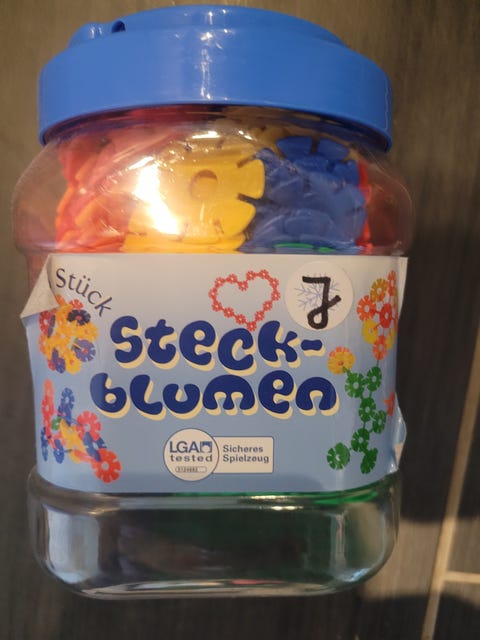 Stück
J
Steck-
blumen
LGA
tested
Sicheres
Spielzeug